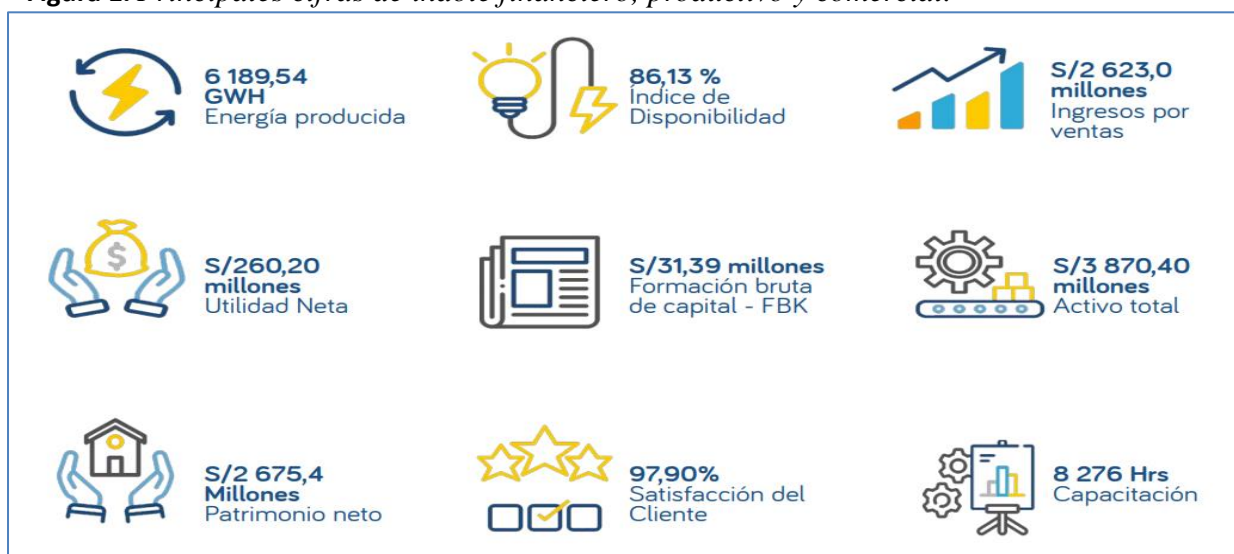 6 189,54
GWH
Energía producida
86,13 %
Índice de
Disponibilidad
S/2 623,0
millones
Ingresos por
ventas
S/260,20
millones
Utilidad Neta
S/31,39 millones
Formación bruta
de capital - FBK
S/3 870,40
millones
Activo total
S/2 675,4
Millones
Patrimonio neto
97,90%
Satisfacción del
Cliente
8 276 Hrs
Capacitación